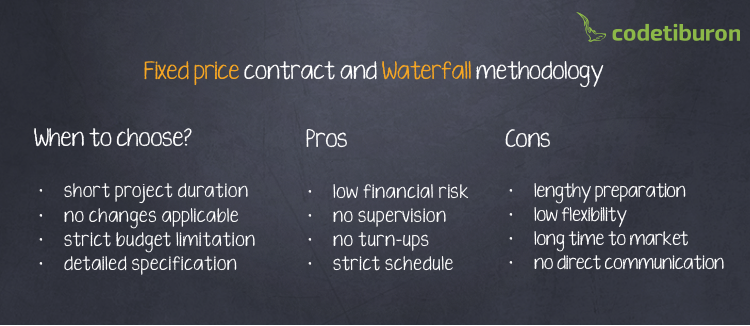 codetiburon
Fixed price contract and Waterfall methodology
When to choose?
· short project duration
· no changes applicable
· strict budget limitation
· detailed specification
Pros
· low financial risk
· no supervision
· no turn-ups
· strict schedule
Cons
· lengthy preparation
· low flexibility
· long time to market
· no direct communication